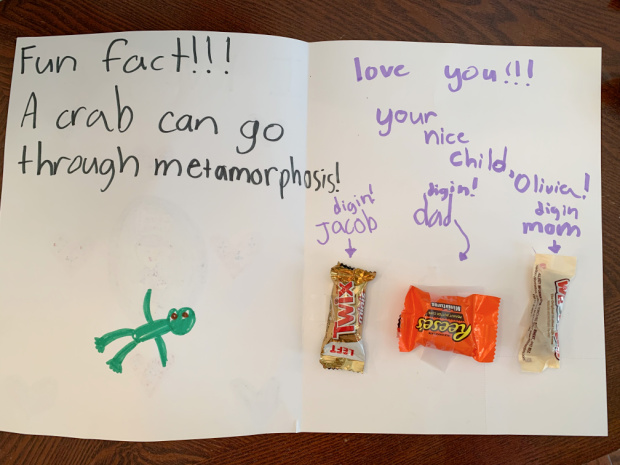 Fun fact!!!
A crab can go
through metamorphosis!
love you!!!
your
nice
child,
Olivia!
digin!
Jacob
digin!
dad
digin
mom
TWIX
LEFT
Reese's
Miniatures